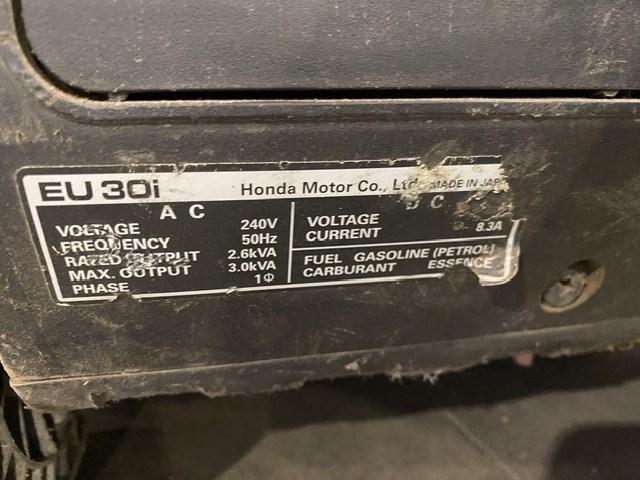 EU 30i Honda Motor Co., Ltd. MADE IN JAPAN
A C
VOLTAGE 240V
FREQUENCY 50Hz
RATED OUTPUT 2.6kVA
MAX. OUTPUT 3.0kVA
PHASE 1Φ
D C
VOLTAGE
CURRENT 8.3A
FUEL GASOLINE (PETROL)
CARBURANT ESSENCE